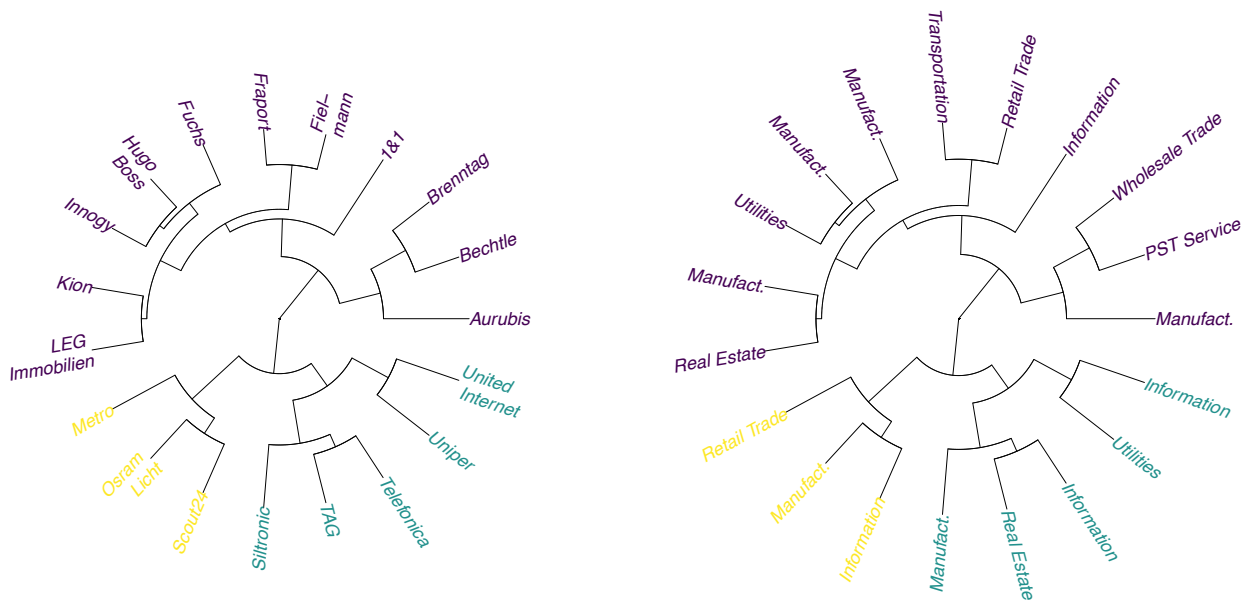 Fraport
Fiel–
mann
1&1
Fuchs
Hugo
Boss
Brenntag
Innogy
Bechtle
Kion
Aurubis
LEG
Immobilien
United
Internet
Metro
Uniper
Osram
Licht
Scout24
Siltronic
TAG
Telefonica
Transportation
Retail Trade
Information
Manufact.
Manufact.
Wholesale Trade
Utilities
PST Service
Manufact.
Manufact.
Real Estate
Information
Retail Trade
Utilities
Manufact.
Information
Manufact.
Real Estate
Information